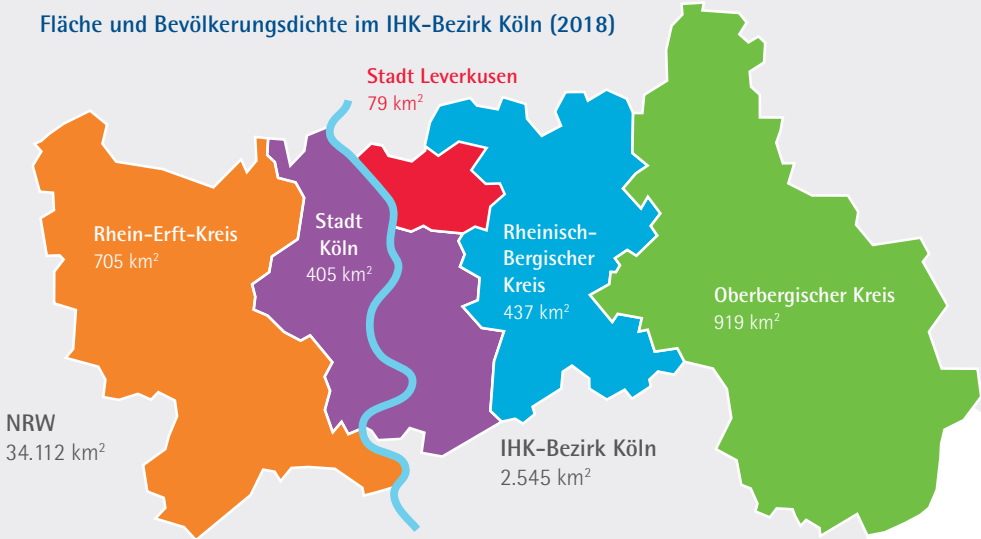 Fläche und Bevölkerungsdichte im IHK-Bezirk Köln (2018)
Stadt Leverkusen
79 km²
Rhein-Erft-Kreis
705 km²
Stadt
Köln
405 km²
Rheinisch-
Bergischer
Kreis
437 km²
Oberbergischer Kreis
919 km²
NRW
34.112 km²
IHK-Bezirk Köln
2.545 km²